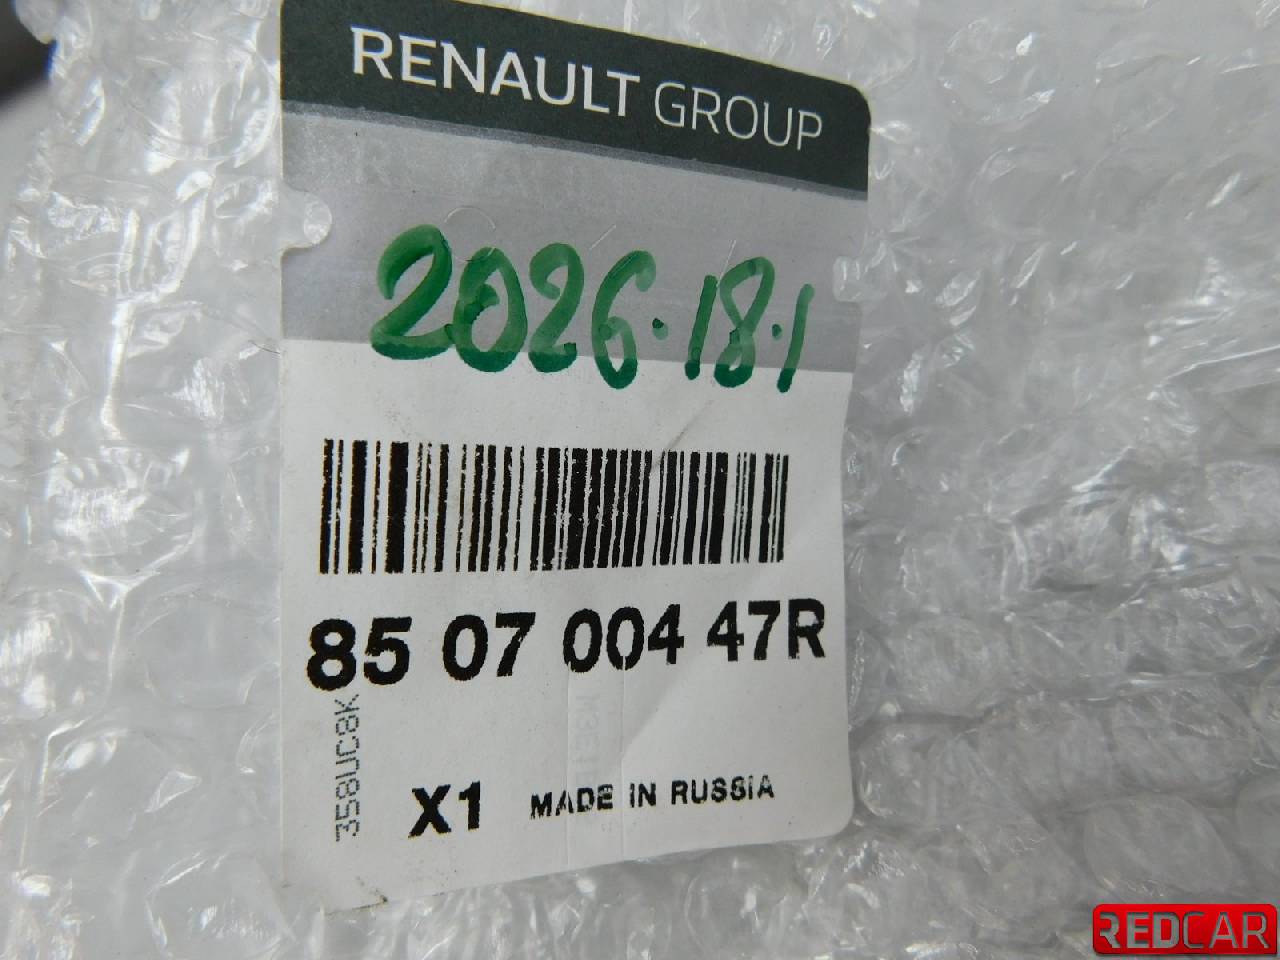 RENAULT GROUP
2026.18.1
85 07 004 47R
358UC8K
X1 MADE IN RUSSIA
REDCAR